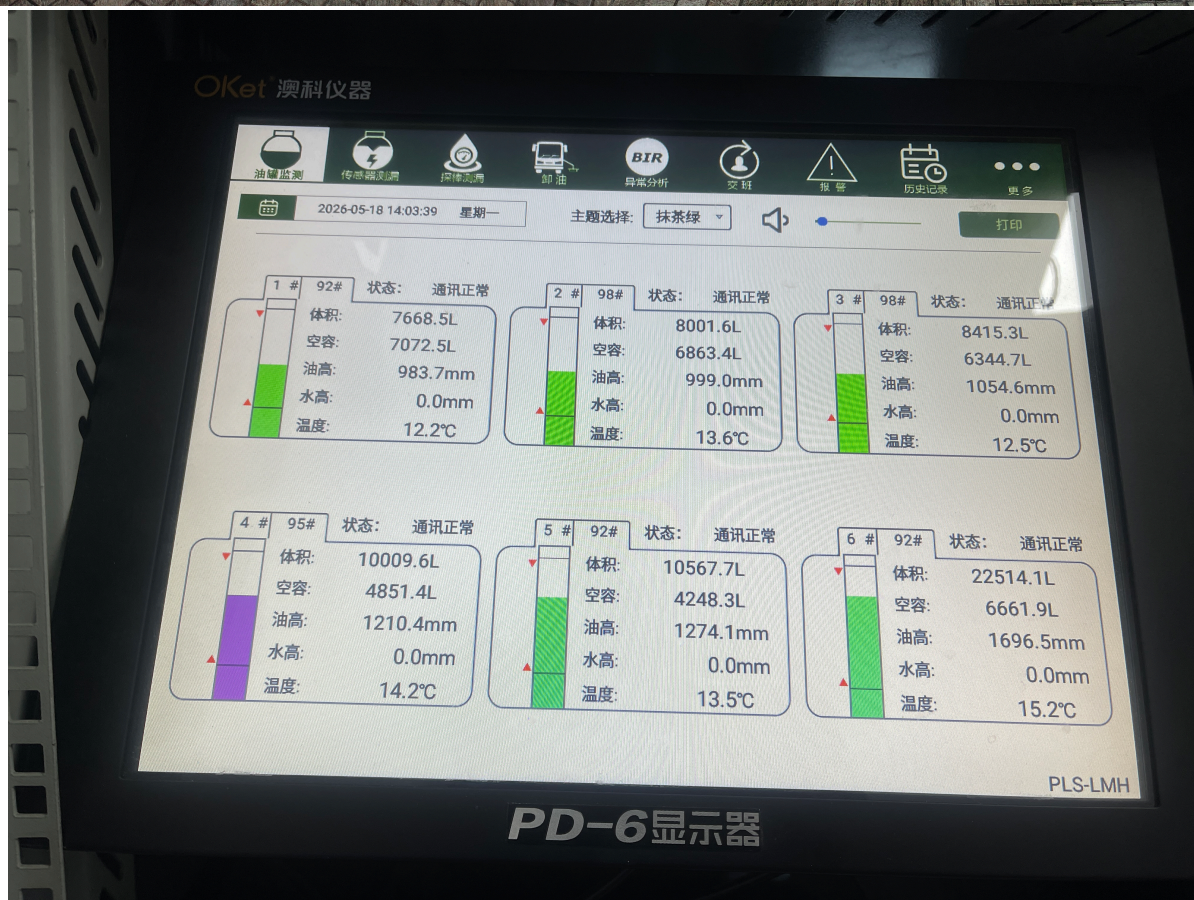 OKet 澳科仪器
油罐监测 传感器测漏 探棒测漏 卸油 BIR 异常分析 交班 报警 历史记录 更多
2026-05-18 14:03:39 星期一 主题选择: 抹茶绿 打印
1 # 92# 状态: 通讯正常
体积: 7668.5L
空容: 7072.5L
油高: 983.7mm
水高: 0.0mm
温度: 12.2℃
2 # 98# 状态: 通讯正常
体积: 8001.6L
空容: 6863.4L
油高: 999.0mm
水高: 0.0mm
温度: 13.6℃
3 # 98# 状态: 通讯正常
体积: 8415.3L
空容: 6344.7L
油高: 1054.6mm
水高: 0.0mm
温度: 12.5℃
4 # 95# 状态: 通讯正常
体积: 10009.6L
空容: 4851.4L
油高: 1210.4mm
水高: 0.0mm
温度: 14.2℃
5 # 92# 状态: 通讯正常
体积: 10567.7L
空容: 4248.3L
油高: 1274.1mm
水高: 0.0mm
温度: 13.5℃
6 # 92# 状态: 通讯正常
体积: 22514.1L
空容: 6661.9L
油高: 1696.5mm
水高: 0.0mm
温度: 15.2℃
PLS-LMH
PD-6显示器